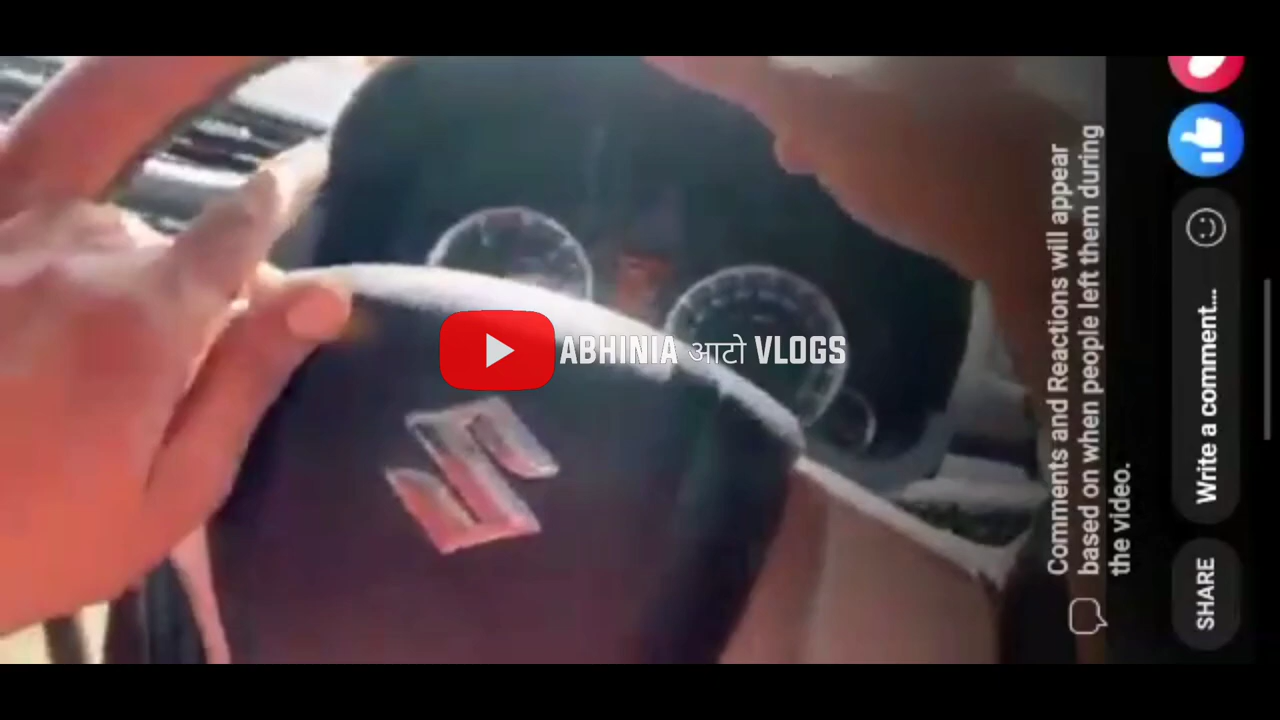 ABHINIA आटो VLOGS
Comments and Reactions will appear
based on when people left them during
the video.
Write a comment...
SHARE